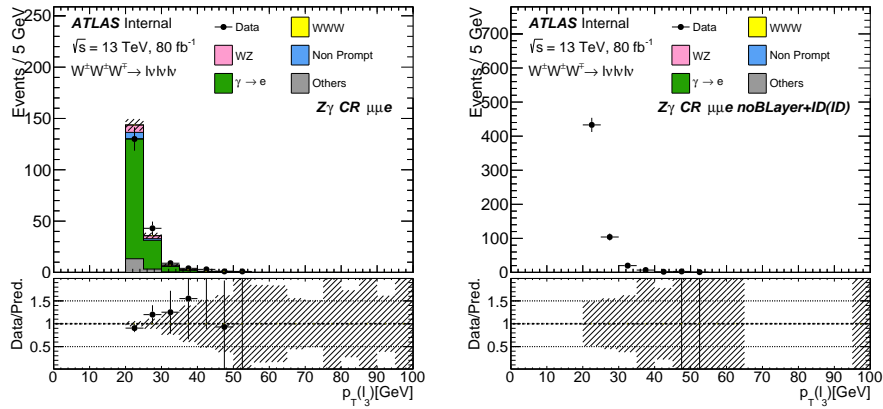 ATLAS Internal
√s = 13 TeV, 80 fb⁻¹
W±W±W∓→ lνlνlν
Data
WZ
γ → e
WWW
Non Prompt
Others
Zγ CR μμe
Events / 5 GeV
250
200
150
100
50
0
Data/Pred.
1.5
1
0.5
0 10 20 30 40 50 60 70 80 90 100
p_T(l_3)[GeV]
ATLAS Internal
√s = 13 TeV, 80 fb⁻¹
W±W±W∓→ lνlνlν
Data
WZ
γ → e
WWW
Non Prompt
Others
Zγ CR μμe noBLayer+ID(ID)
Events / 5 GeV
700
600
500
400
300
200
100
0
Data/Pred.
1.5
1
0.5
0 10 20 30 40 50 60 70 80 90 100
p_T(l_3)[GeV]